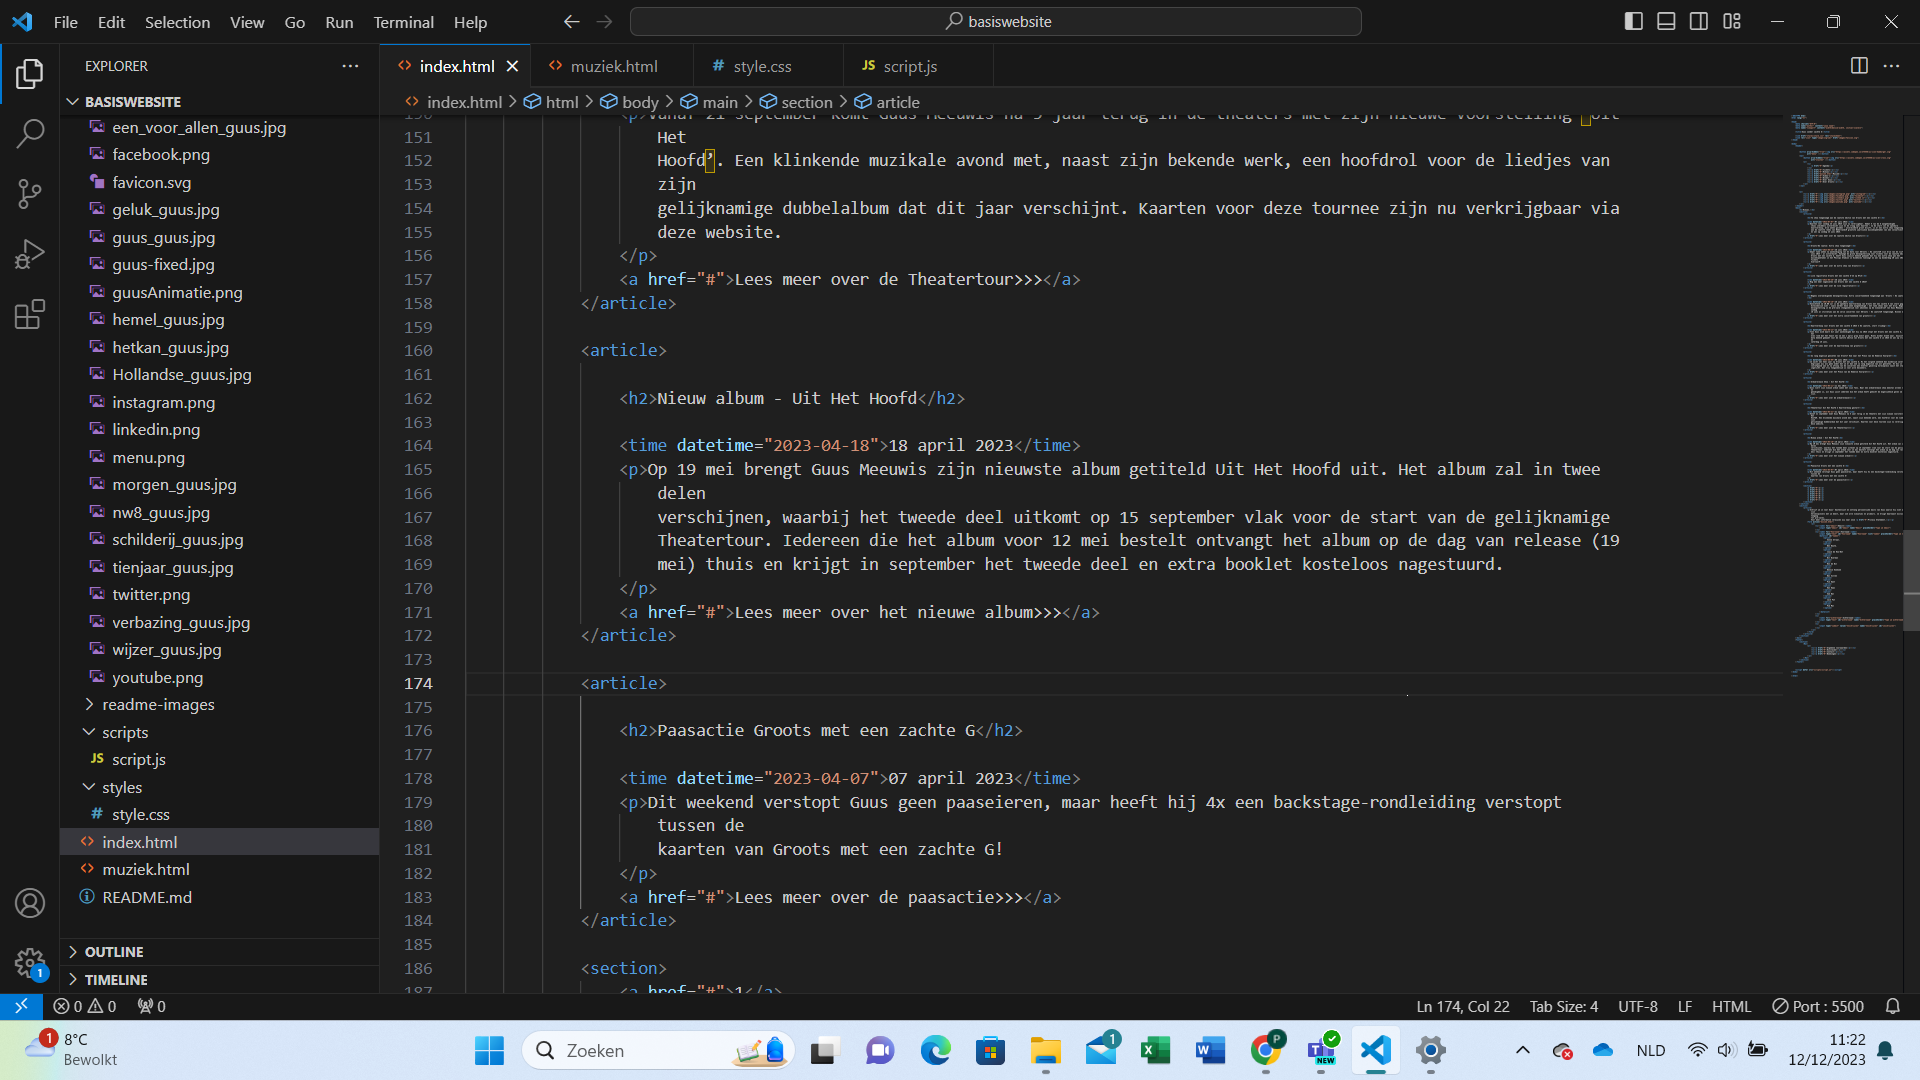 File Edit Selection View Go Run Terminal Help
basiswebsite
EXPLORER
BASISWEBSITE
een_voor_allen_guus.jpg
facebook.png
favicon.svg
geluk_guus.jpg
guus_guus.jpg
guus-fixed.jpg
guusAnimatie.png
hemel_guus.jpg
hetkan_guus.jpg
Hollandse_guus.jpg
instagram.png
linkedin.png
menu.png
morgen_guus.jpg
nw8_guus.jpg
schilderij_guus.jpg
tienjaar_guus.jpg
twitter.png
verbazing_guus.jpg
wijzer_guus.jpg
youtube.png
readme-images
scripts
JS script.js
styles
# style.css
<> index.html
<> muziek.html
README.md
OUTLINE
TIMELINE
<> index.html
<> muziek.html
# style.css
JS script.js
<> index.html > html > body > main > section > article
151 Het
152 Hoofd’. Een klinkende muzikale avond met, naast zijn bekende werk, een hoofdrol voor de liedjes van
153 zijn
154 gelijknamige dubbelalbum dat dit jaar verschijnt. Kaarten voor deze tournee zijn nu verkrijgbaar via
155 deze website.
156 </p>
157 <a href="#">Lees meer over de Theatertour>>></a>
158 </article>
159
160 <article>
161
162 <h2>Nieuw album - Uit Het Hoofd</h2>
163
164 <time datetime="2023-04-18">18 april 2023</time>
165 <p>Op 19 mei brengt Guus Meeuwis zijn nieuwste album getiteld Uit Het Hoofd uit. Het album zal in twee
166 delen
167 verschijnen, waarbij het tweede deel uitkomt op 15 september vlak voor de start van de gelijknamige
168 Theatertour. Iedereen die het album voor 12 mei bestelt ontvangt het album op de dag van release (19
169 mei) thuis en krijgt in september het tweede deel en extra booklet kosteloos nagestuurd.
170 </p>
171 <a href="#">Lees meer over het nieuwe album>>></a>
172 </article>
173
174 <article>
175
176 <h2>Paasactie Groots met een zachte G</h2>
177
178 <time datetime="2023-04-07">07 april 2023</time>
179 <p>Dit weekend verstopt Guus geen paaseieren, maar heeft hij 4x een backstage-rondleiding verstopt
180 tussen de
181 kaarten van Groots met een zachte G!
182 </p>
183 <a href="#">Lees meer over de paasactie>>></a>
184 </article>
185
186 <section>
187 <a href="#">1</a>
1
0 0 0
Ln 174, Col 22 Tab Size: 4 UTF-8 LF HTML Port : 5500
1
8°C
Bewolkt
Zoeken
1
P
NEW
NLD
11:22
12/12/2023